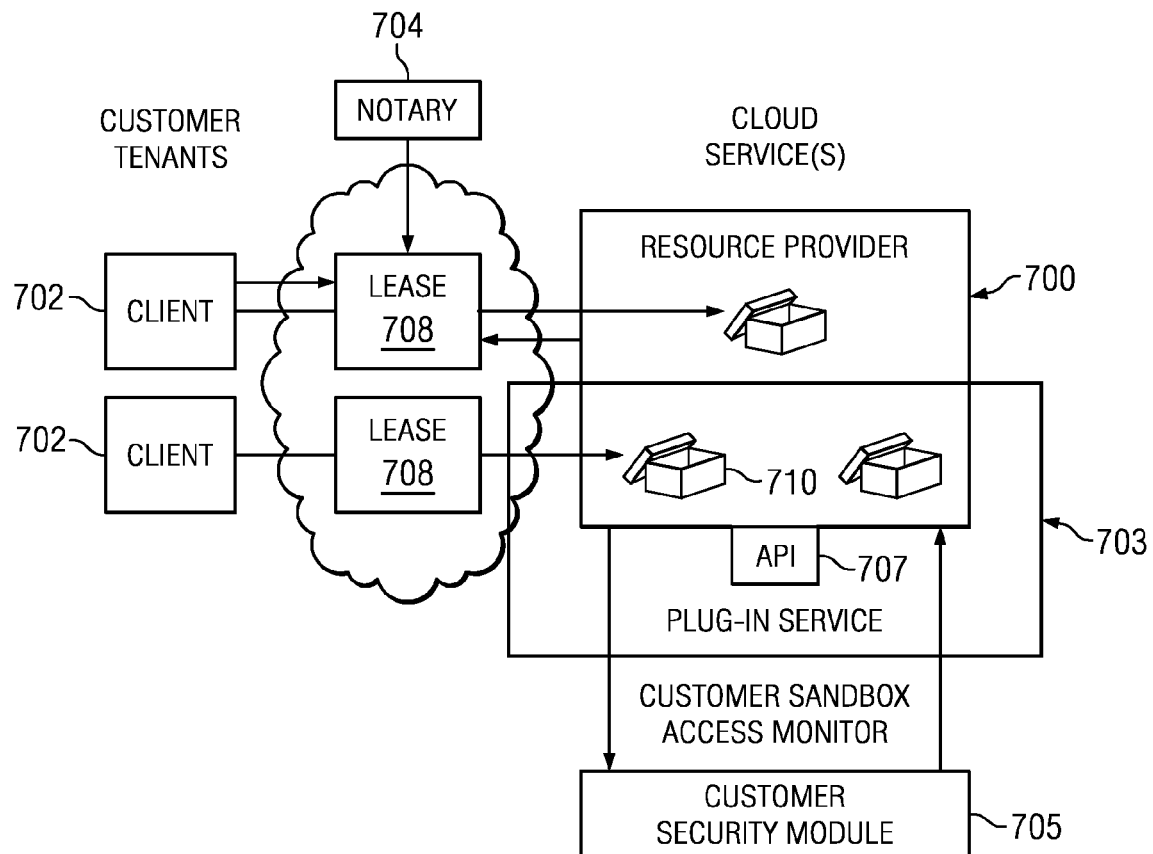 704
NOTARY
CUSTOMER
TENANTS
CLOUD
SERVICE(S)
RESOURCE PROVIDER
700
702
CLIENT
LEASE
708
702
CLIENT
LEASE
708
710
703
API
707
PLUG-IN SERVICE
CUSTOMER SANDBOX
ACCESS MONITOR
CUSTOMER
SECURITY MODULE
705